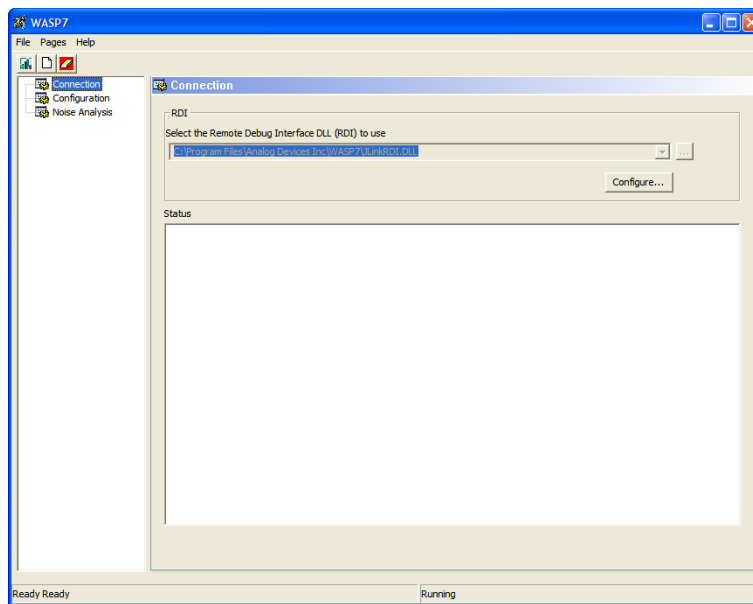 WASP7
File Pages Help
Connection
Configuration
Noise Analysis
Connection
RDI
Select the Remote Debug Interface DLL (RDI) to use
C:\Program Files\Analog Devices Inc\WASP7\JLinkRDI.DLL
...
Configure...
Status
Ready Ready
Running